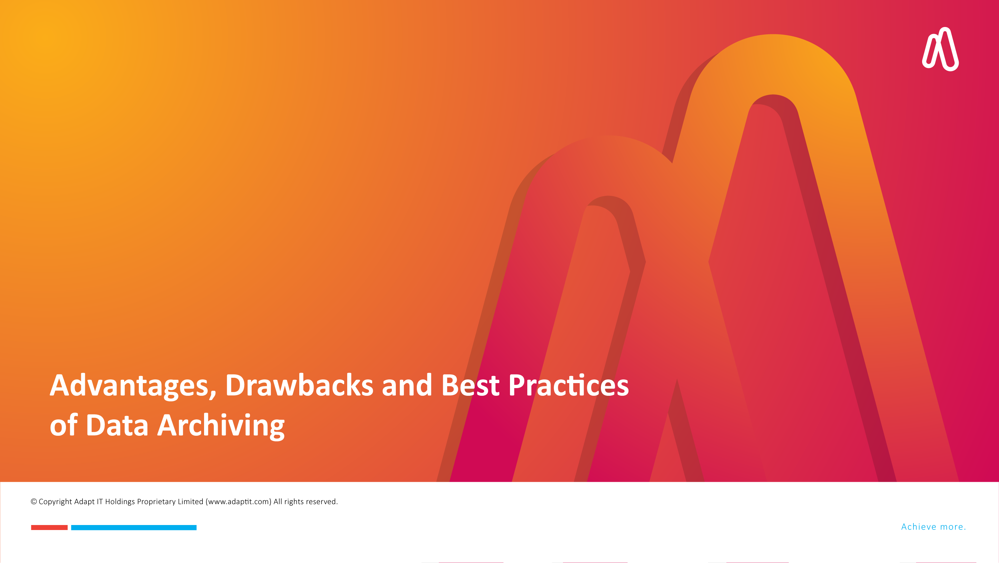 Advantages, Drawbacks and Best Practices
of Data Archiving
© Copyright Adapt IT Holdings Proprietary Limited (www.adaptit.com) All rights reserved.
Achieve more.